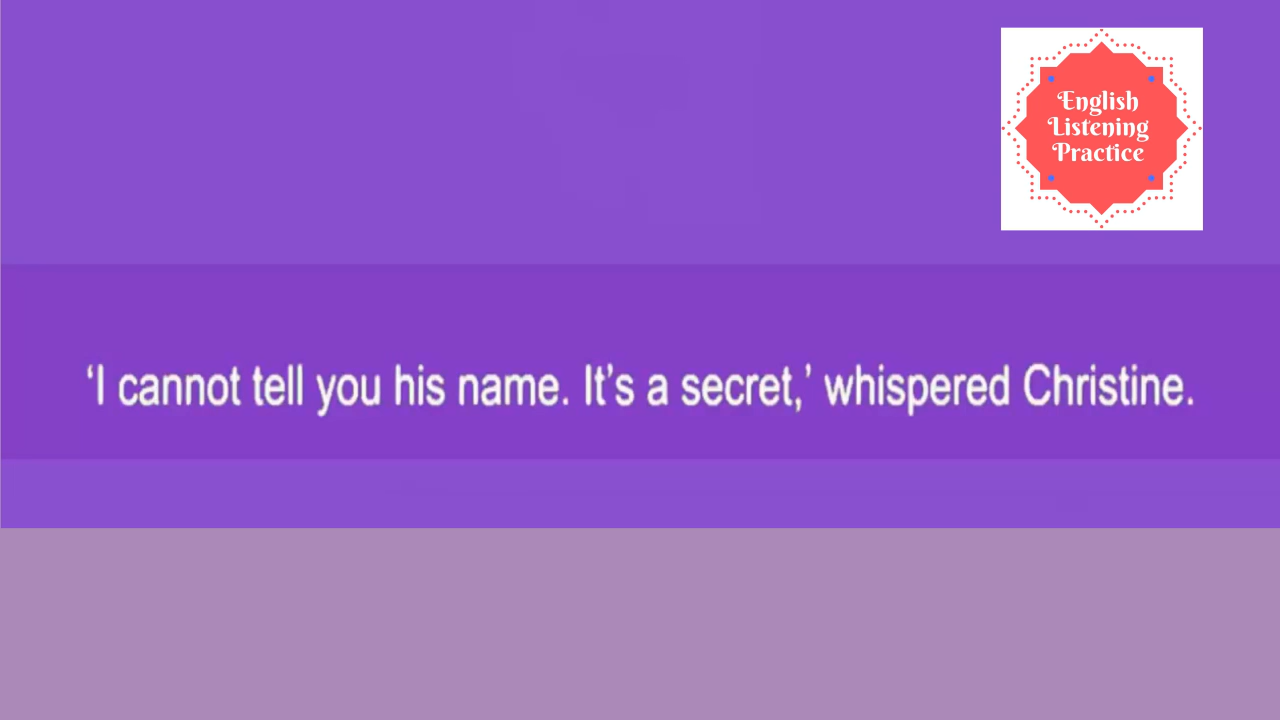 English
Listening
Practice
‘I cannot tell you his name. It’s a secret,’ whispered Christine.